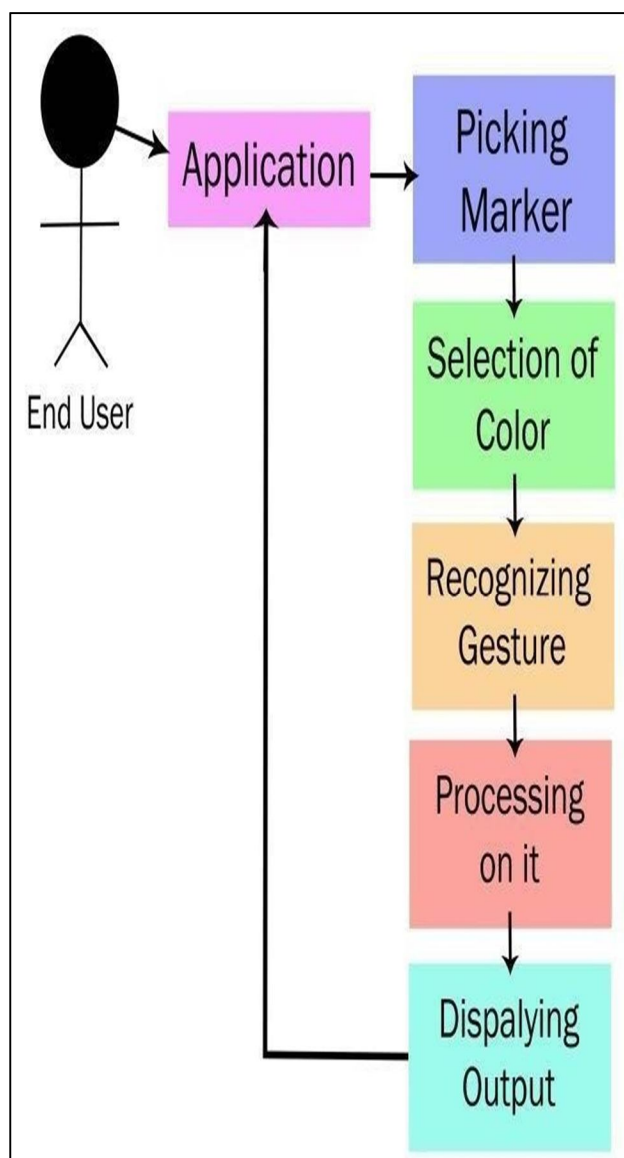 Application
Picking
Marker
End User
Selection of
Color
Recognizing
Gesture
Processing
on it
Dispalying
Output